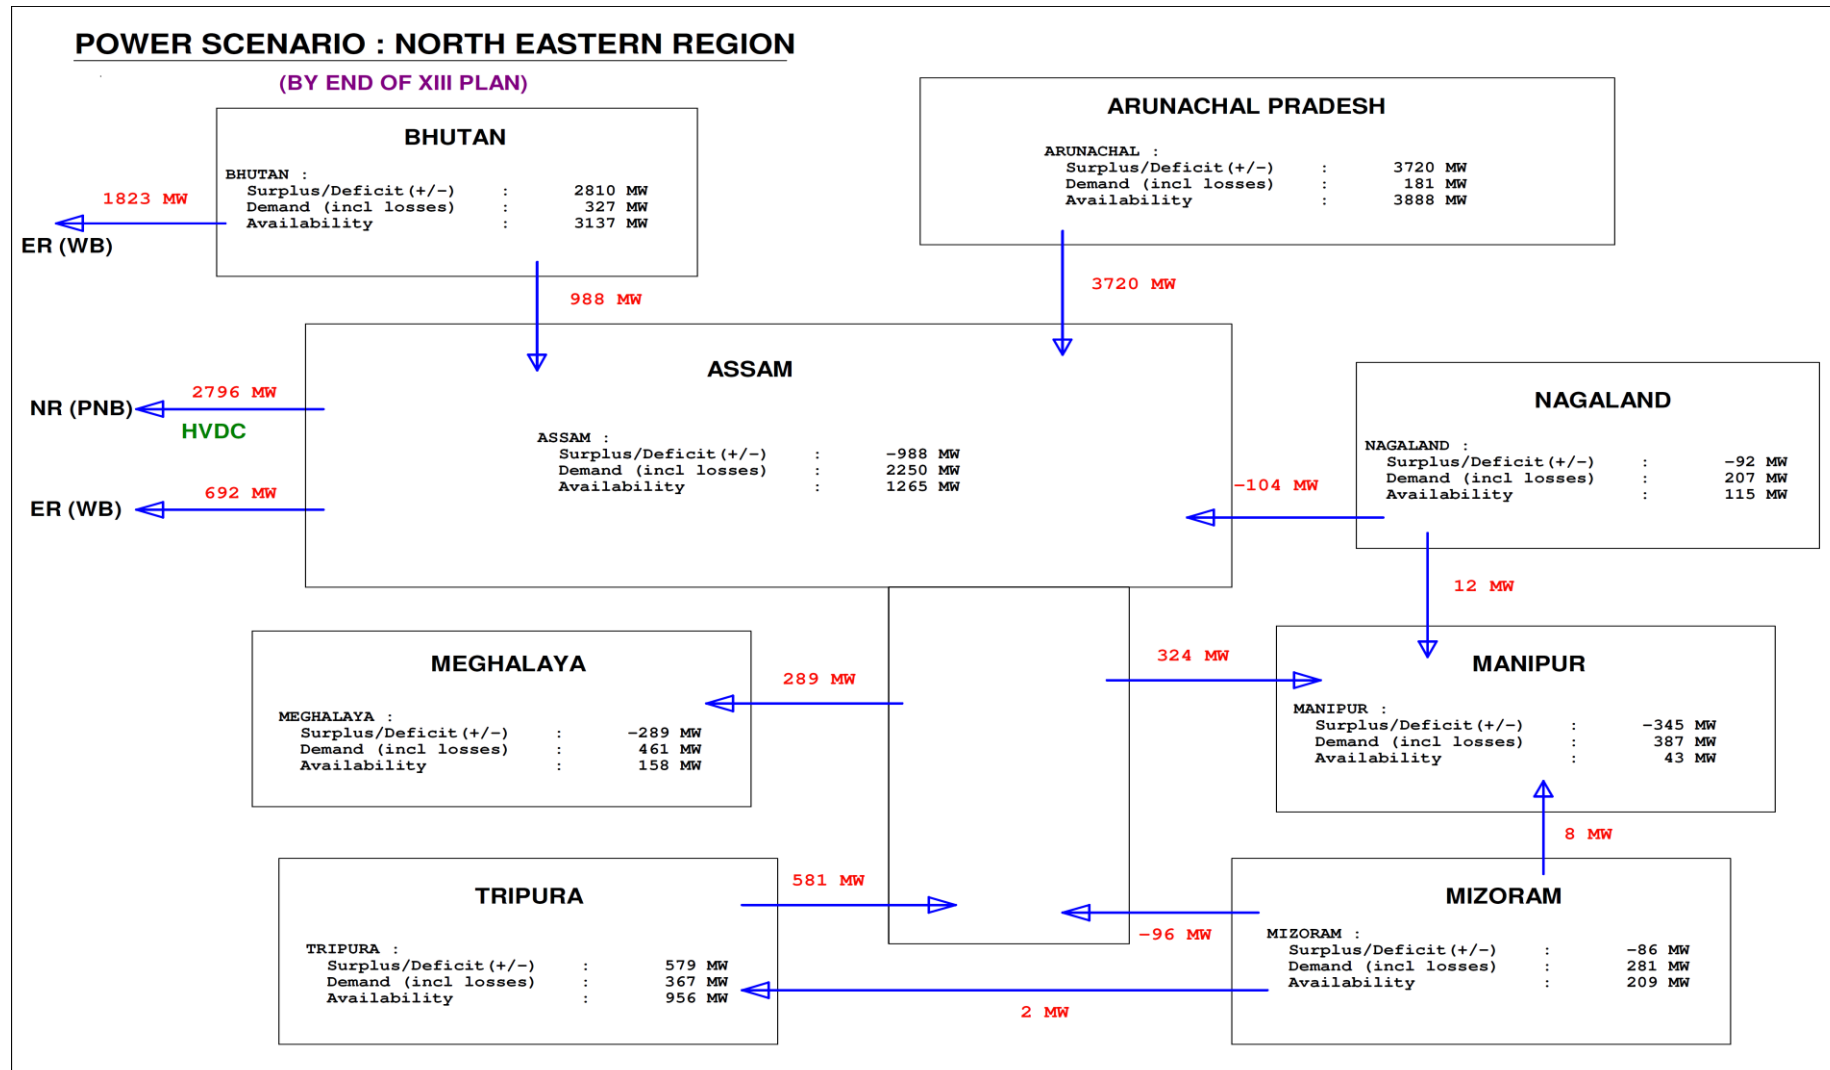 POWER SCENARIO : NORTH EASTERN REGION
(BY END OF XIII PLAN)
BHUTAN
BHUTAN :
Surplus/Deficit(+/-) : 2810 MW
Demand (incl losses) : 327 MW
Availability : 3137 MW
1823 MW
ER (WB)
988 MW
ARUNACHAL PRADESH
ARUNACHAL :
Surplus/Deficit(+/-) : 3720 MW
Demand (incl losses) : 181 MW
Availability : 3888 MW
3720 MW
ASSAM
ASSAM :
Surplus/Deficit(+/-) : -988 MW
Demand (incl losses) : 2250 MW
Availability : 1265 MW
2796 MW
NR (PNB)
HVDC
692 MW
ER (WB)
NAGALAND
NAGALAND :
Surplus/Deficit(+/-) : -92 MW
Demand (incl losses) : 207 MW
Availability : 115 MW
-104 MW
12 MW
MEGHALAYA
MEGHALAYA :
Surplus/Deficit(+/-) : -289 MW
Demand (incl losses) : 461 MW
Availability : 158 MW
289 MW
324 MW
MANIPUR
MANIPUR :
Surplus/Deficit(+/-) : -345 MW
Demand (incl losses) : 387 MW
Availability : 43 MW
8 MW
TRIPURA
TRIPURA :
Surplus/Deficit(+/-) : 579 MW
Demand (incl losses) : 367 MW
Availability : 956 MW
581 MW
-96 MW
2 MW
MIZORAM
MIZORAM :
Surplus/Deficit(+/-) : -86 MW
Demand (incl losses) : 281 MW
Availability : 209 MW